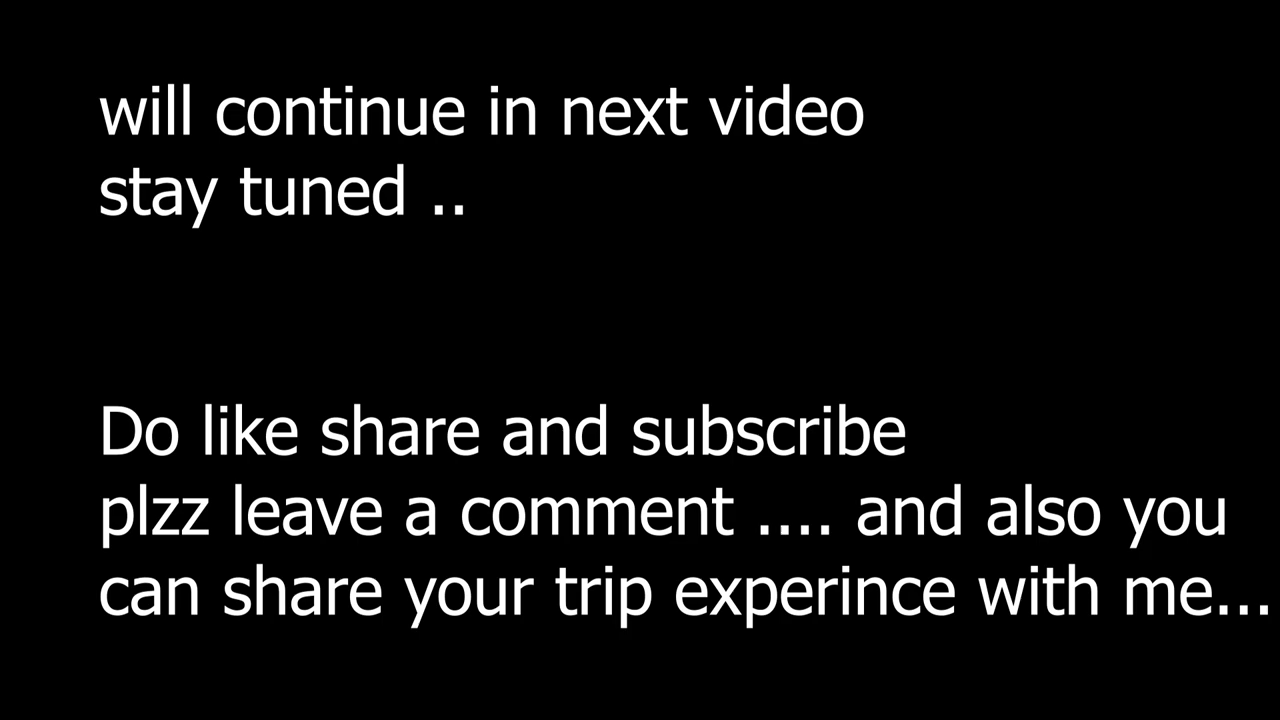 will continue in next video
stay tuned ..
Do like share and subscribe
plzz leave a comment .... and also you
can share your trip experince with me...